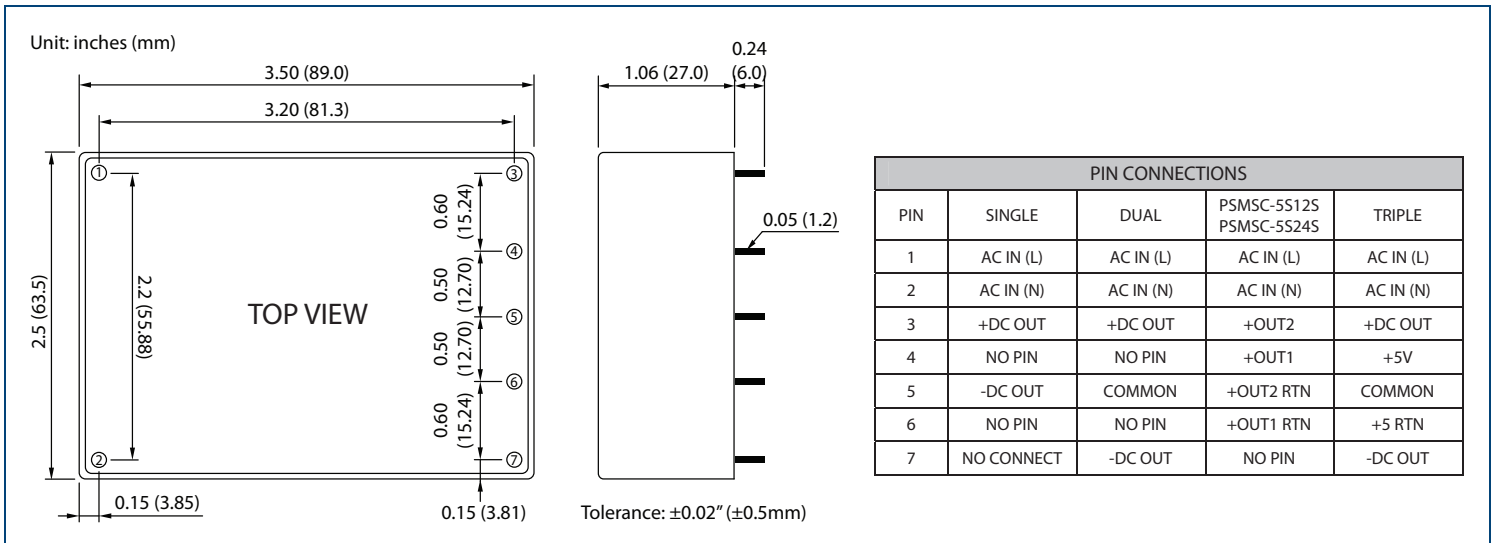 Unit: inches (mm)
3.50 (89.0)
3.20 (81.3)
2.5 (63.5)
2.2 (55.88)
TOP VIEW
1
2
3
4
5
6
7
0.60
(15.24)
0.50
(12.70)
0.50
(12.70)
0.60
(15.24)
0.15 (3.85)
0.15 (3.81)
1.06 (27.0)
0.24
(6.0)
0.05 (1.2)
Tolerance: ±0.02" (±0.5mm)
PIN CONNECTIONS
PIN SINGLE DUAL PSMSC-5S12S PSMSC-5S24S TRIPLE
1 AC IN (L) AC IN (L) AC IN (L) AC IN (L)
2 AC IN (N) AC IN (N) AC IN (N) AC IN (N)
3 +DC OUT +DC OUT +OUT2 +DC OUT
4 NO PIN NO PIN +OUT1 +5V
5 -DC OUT COMMON +OUT2 RTN COMMON
6 NO PIN NO PIN +OUT1 RTN +5 RTN
7 NO CONNECT -DC OUT NO PIN -DC OUT